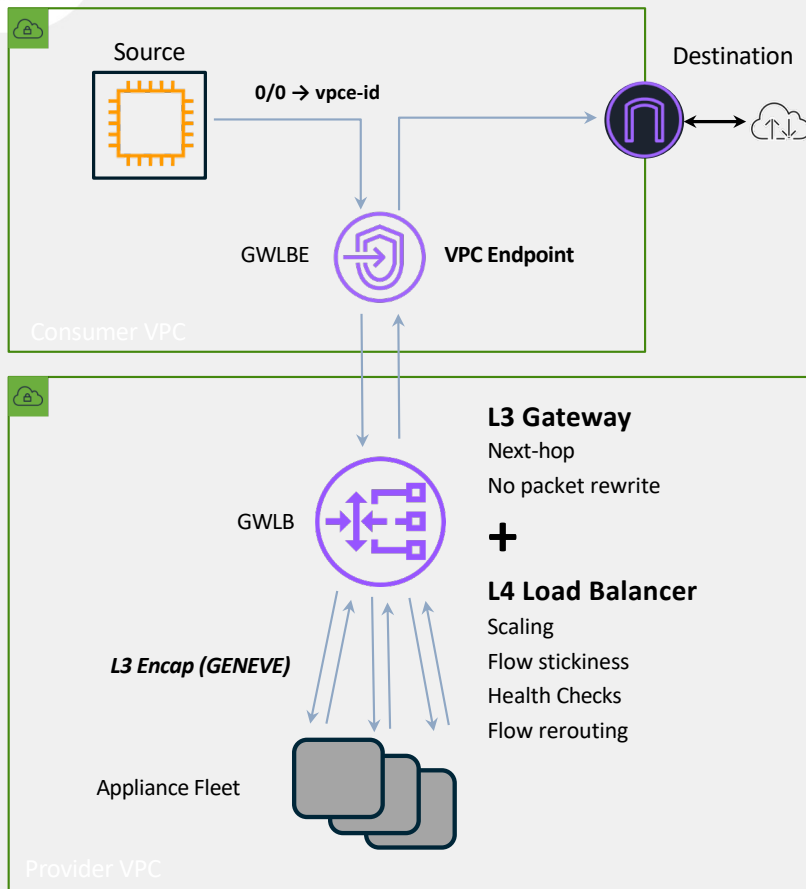 Source
Destination
0/0 → vpce-id
GWLBE
VPC Endpoint
Consumer VPC
L3 Gateway
Next-hop
No packet rewrite
GWLB
+
L4 Load Balancer
Scaling
L3 Encap (GENEVE)
Flow stickiness
Health Checks
Flow rerouting
Appliance Fleet
Provider VPC